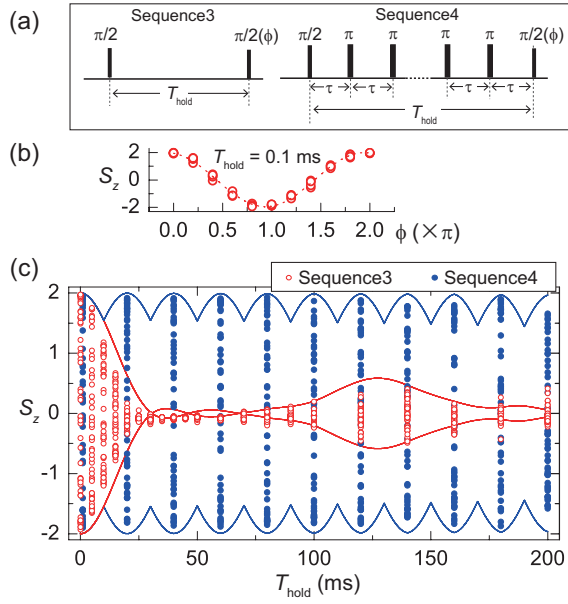 (a)
Sequence3 Sequence4
π/2 π/2(ϕ) π/2 π π π π π/2(ϕ)
τ τ τ τ
T_hold T_hold
(b)
T_hold = 0.1 ms
S_z
2
0
-2
0.0 0.5 1.0 1.5 2.0 ϕ (×π)
(c)
Sequence3 Sequence4
2
1
S_z
0
-1
-2
0 50 100 150 200
T_hold (ms)